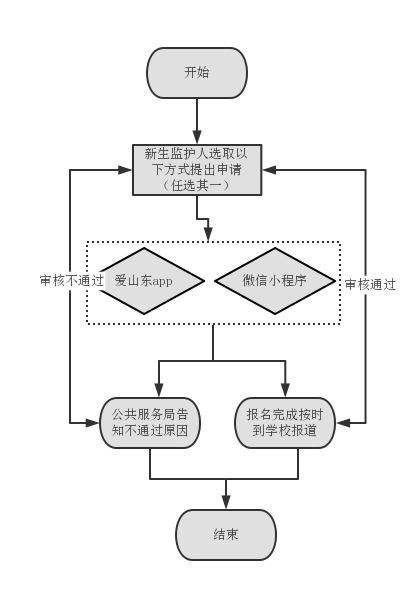 开始
新生监护人选取以
下方式提出申请
（任选其一）
审核不通过
爱山东app
微信小程序
审核通过
公共服务局告
知不通过原因
报名完成按时
到学校报道
结束